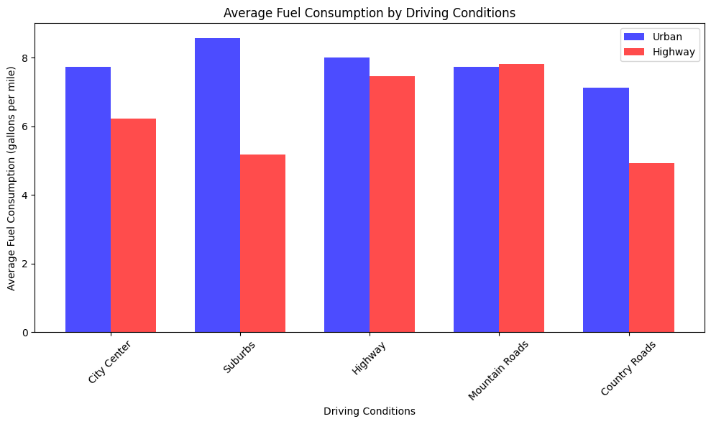 Average Fuel Consumption by Driving Conditions
Urban
Highway
Average Fuel Consumption (gallons per mile)
8
6
4
2
0
City Center
Suburbs
Highway
Mountain Roads
Country Roads
Driving Conditions